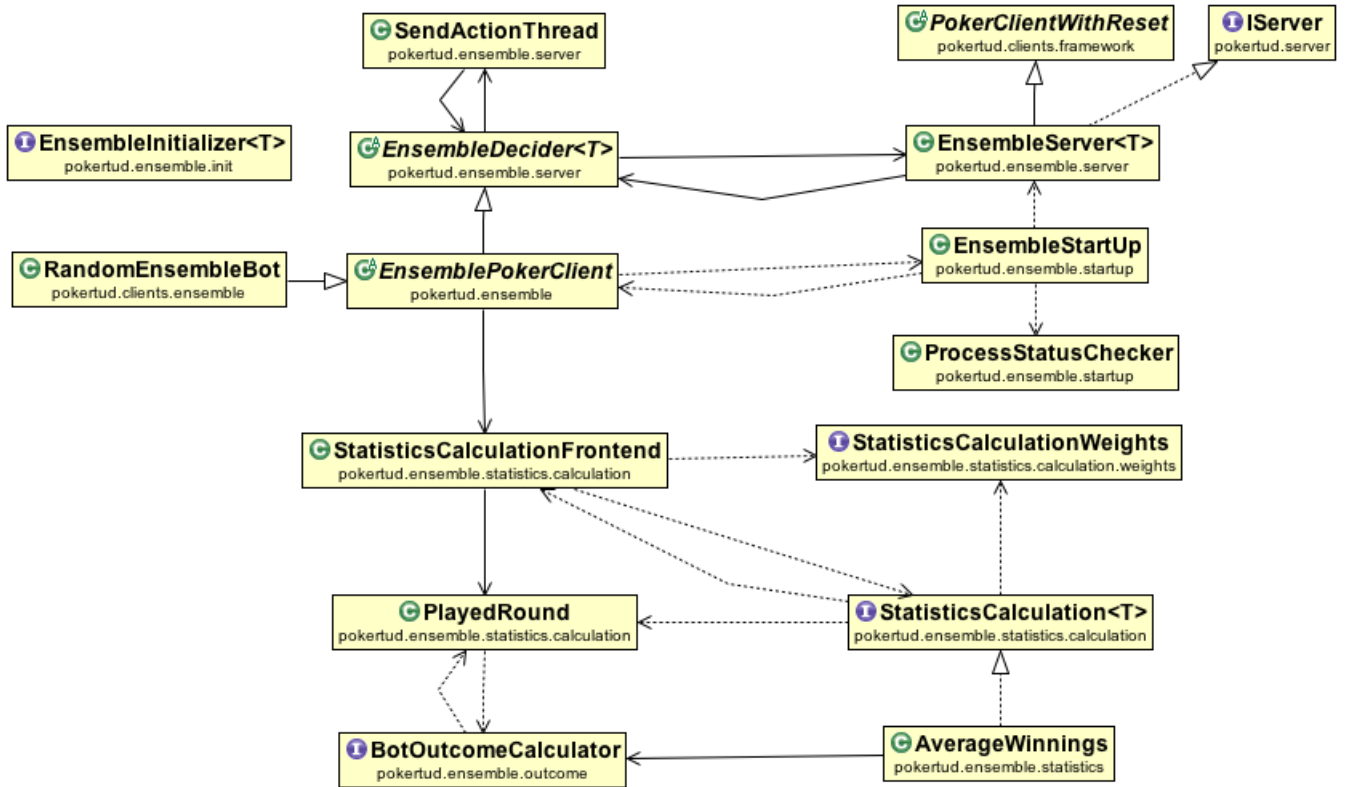 SendActionThread
pokertud.ensemble.server
PokerClientWithReset
pokertud.clients.framework
IServer
pokertud.server
EnsembleInitializer<T>
pokertud.ensemble.init
EnsembleDecider<T>
pokertud.ensemble.server
EnsembleServer<T>
pokertud.ensemble.server
RandomEnsembleBot
pokertud.clients.ensemble
EnsemblePokerClient
pokertud.ensemble
EnsembleStartUp
pokertud.ensemble.startup
ProcessStatusChecker
pokertud.ensemble.startup
StatisticsCalculationFrontend
pokertud.ensemble.statistics.calculation
StatisticsCalculationWeights
pokertud.ensemble.statistics.calculation.weights
PlayedRound
pokertud.ensemble.statistics.calculation
StatisticsCalculation<T>
pokertud.ensemble.statistics.calculation
BotOutcomeCalculator
pokertud.ensemble.outcome
AverageWinnings
pokertud.ensemble.statistics